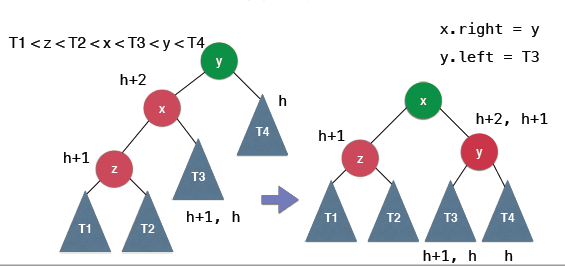 x.right = y
T1<z<T2<x<T3<y<T4
y.left = T3
y
h+2
x
h
T4
h+1
z
T3
T1
T2
h+1, h
x
h+2, h+1
h+1
z
y
T1
T2
T3
T4
h+1, h
h